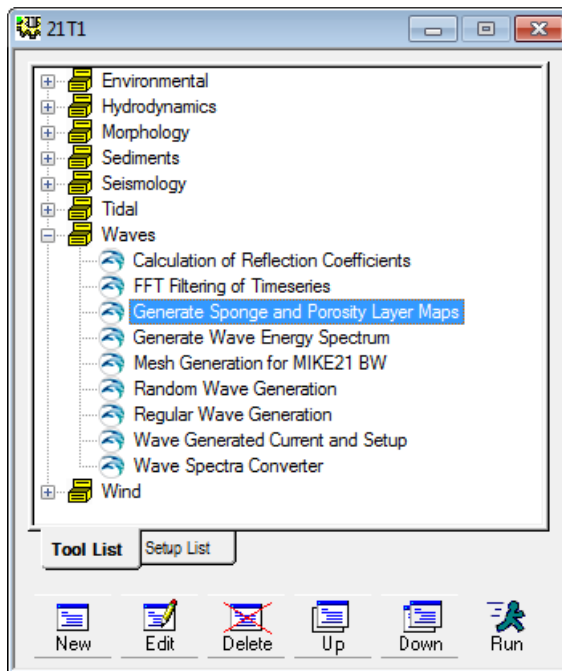 21T1
Environmental
Hydrodynamics
Morphology
Sediments
Seismology
Tidal
Waves
Calculation of Reflection Coefficients
FFT Filtering of Timeseries
Generate Sponge and Porosity Layer Maps
Generate Wave Energy Spectrum
Mesh Generation for MIKE21 BW
Random Wave Generation
Regular Wave Generation
Wave Generated Current and Setup
Wave Spectra Converter
Wind
Tool List Setup List
New Edit Delete Up Down Run